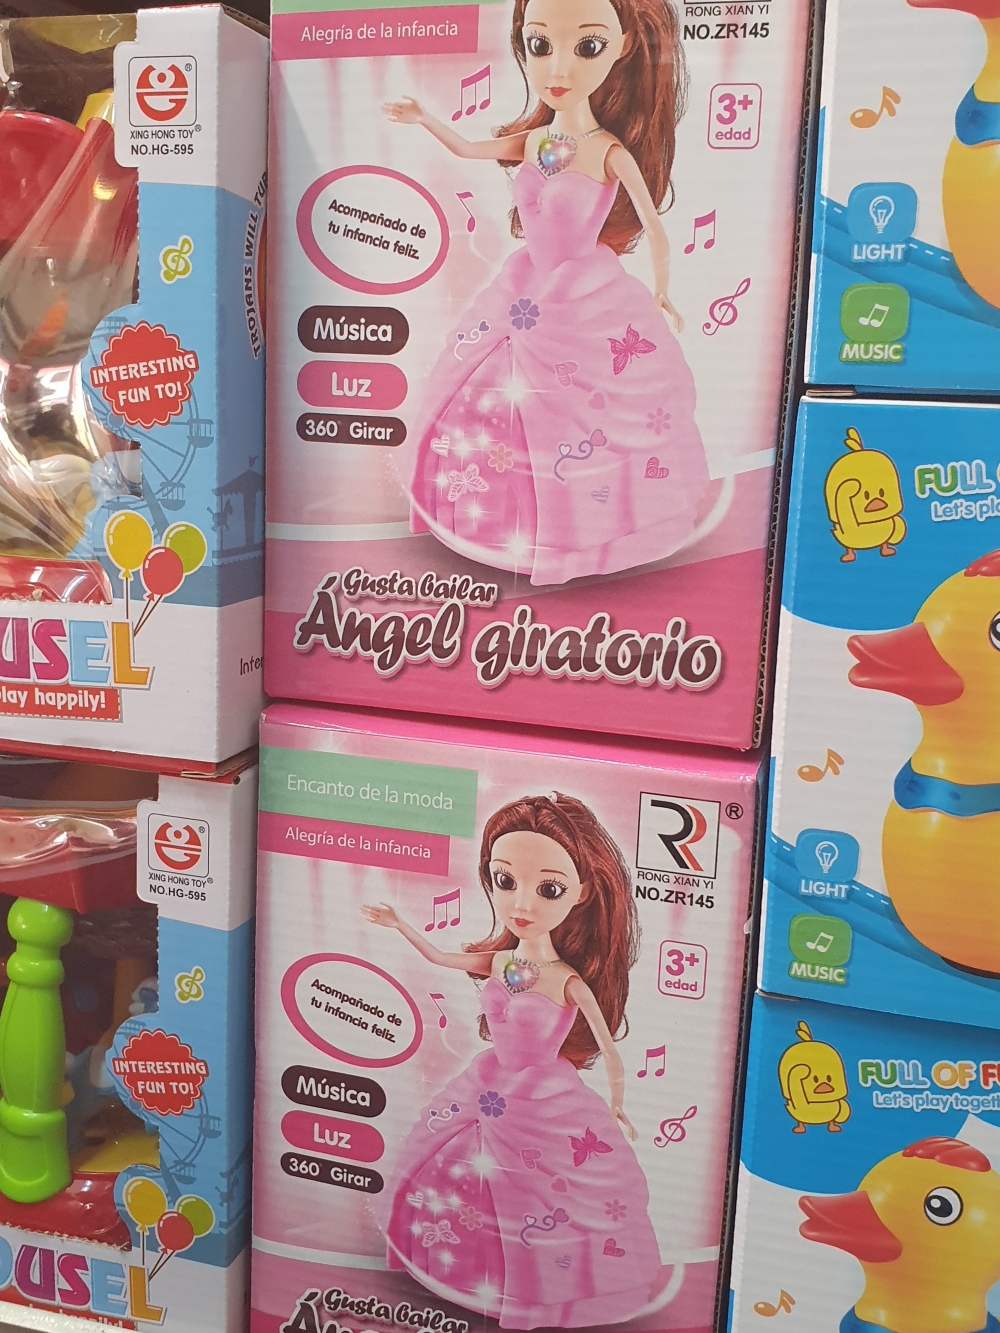 XING HONG TOY®
NO.HG-595
TROJANS WILL
INTERESTING
FUN TO!
play happily!
XING HONG TOY®
NO.HG-595
INTERESTING
FUN TO!
Alegría de la infancia
RONG XIAN YI
NO.ZR145
3+
edad
Acompañado de
tu infancia feliz
Música
Luz
360° Girar
Gusta bailar
Ángel giratorio
Encanto de la moda
Alegría de la infancia
®
RONG XIAN YI
NO.ZR145
3+
edad
Acompañado de
tu infancia feliz
Música
Luz
360° Girar
Gusta bailar
LIGHT
MUSIC
FULL
Let's
LIGHT
MUSIC
FULL OF
Let's play